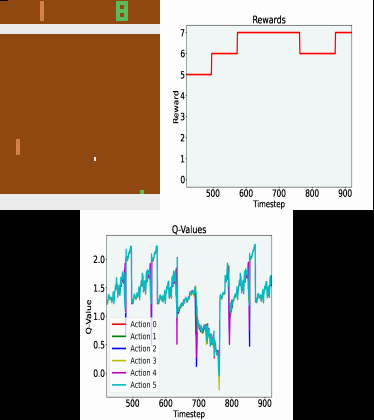 1 8
Rewards
7
6
5
4
3
2
1
0
Reward
500 600 700 800 900
Timestep
Q-Values
2.0
1.5
1.0
0.5
0.0
Q-Value
Action 0
Action 1
Action 2
Action 3
Action 4
Action 5
500 600 700 800 900
Timestep